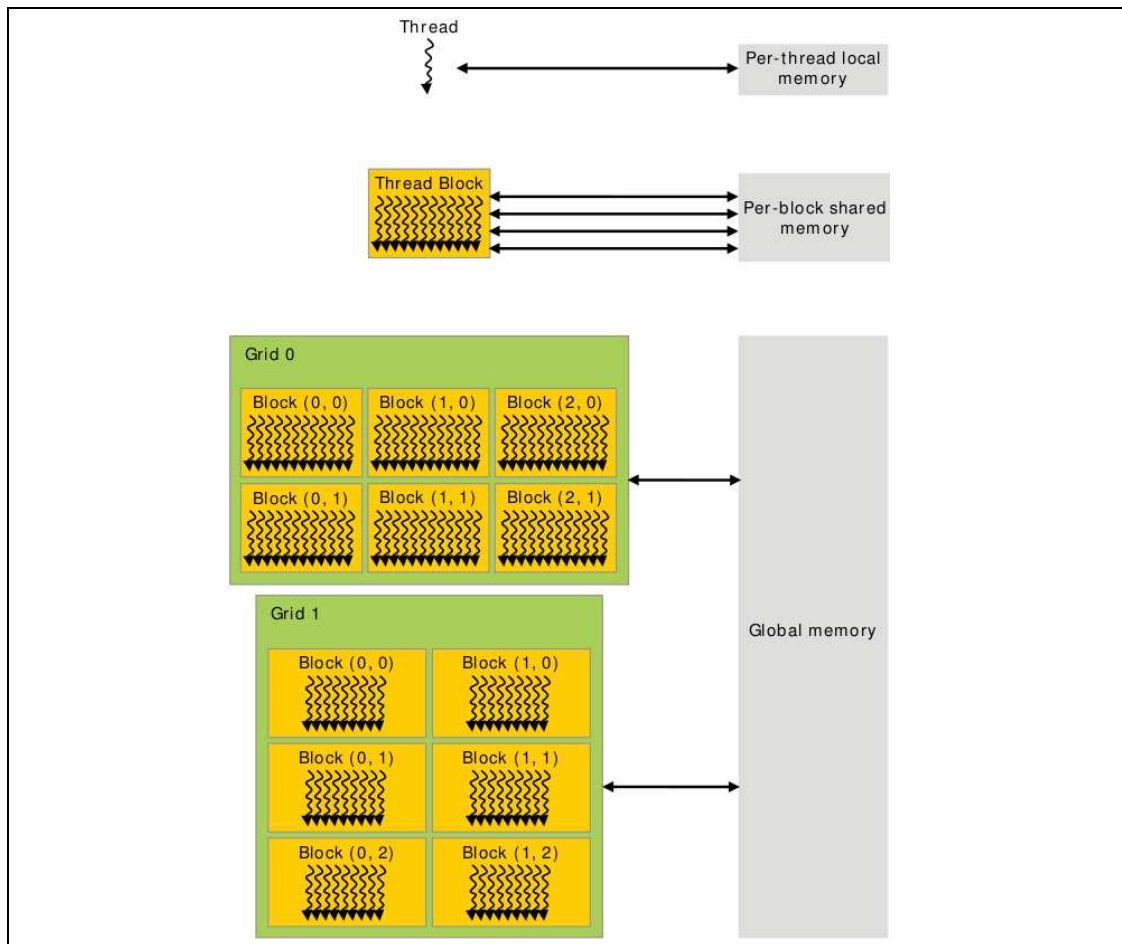 Thread
Per-thread local
memory
Thread Block
Per-block shared
memory
Grid 0
Block (0, 0)
Block (1, 0)
Block (2, 0)
Block (0, 1)
Block (1, 1)
Block (2, 1)
Grid 1
Block (0, 0)
Block (1, 0)
Block (0, 1)
Block (1, 1)
Block (0, 2)
Block (1, 2)
Global memory